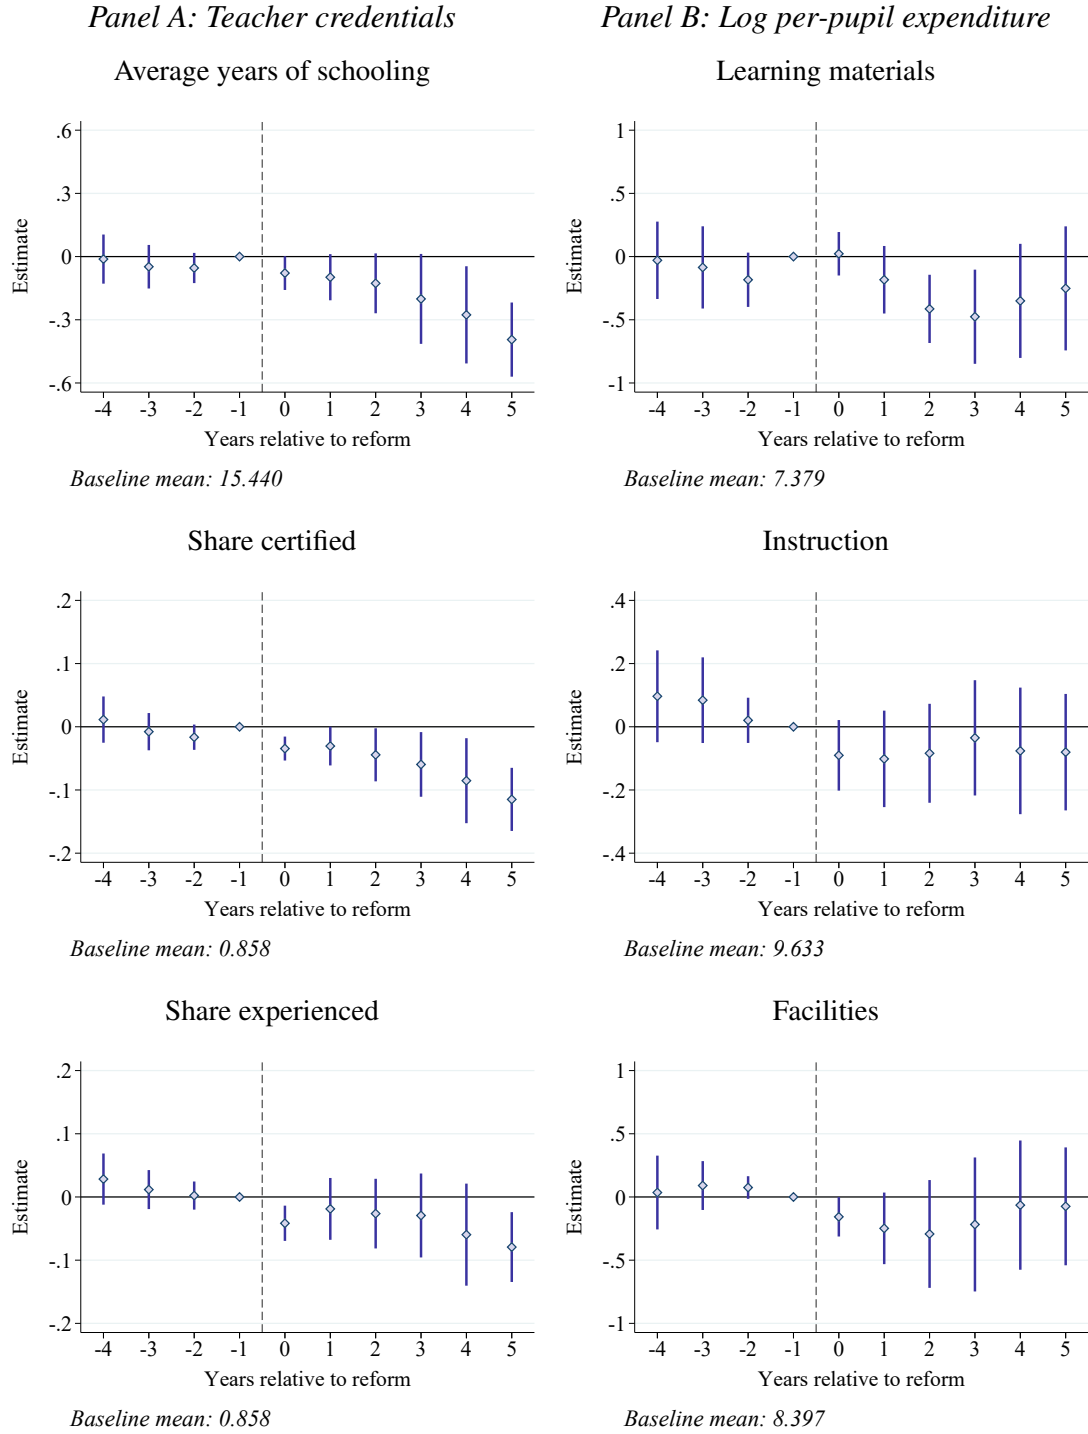 Panel A: Teacher credentials
Average years of schooling
.6
.3
0
-.3
-.6
Estimate
-4 -3 -2 -1 0 1 2 3 4 5
Years relative to reform
Baseline mean: 15.440
Share certified
.2
.1
0
-.1
-.2
Estimate
-4 -3 -2 -1 0 1 2 3 4 5
Years relative to reform
Baseline mean: 0.858
Share experienced
.2
.1
0
-.1
-.2
Estimate
-4 -3 -2 -1 0 1 2 3 4 5
Years relative to reform
Baseline mean: 0.858
Panel B: Log per-pupil expenditure
Learning materials
1
.5
0
-.5
-1
Estimate
-4 -3 -2 -1 0 1 2 3 4 5
Years relative to reform
Baseline mean: 7.379
Instruction
.4
.2
0
-.2
-.4
Estimate
-4 -3 -2 -1 0 1 2 3 4 5
Years relative to reform
Baseline mean: 9.633
Facilities
1
.5
0
-.5
-1
Estimate
-4 -3 -2 -1 0 1 2 3 4 5
Years relative to reform
Baseline mean: 8.397